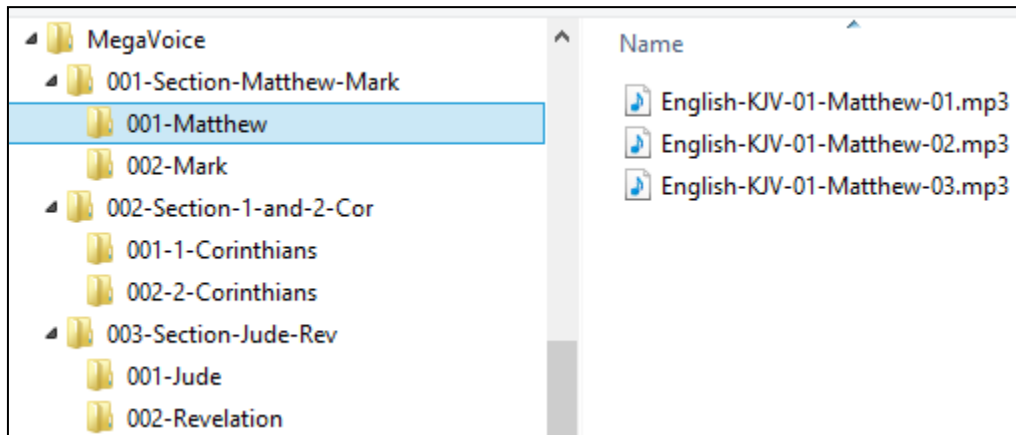 MegaVoice
001-Section-Matthew-Mark
001-Matthew
002-Mark
002-Section-1-and-2-Cor
001-1-Corinthians
002-2-Corinthians
003-Section-Jude-Rev
001-Jude
002-Revelation
Name
English-KJV-01-Matthew-01.mp3
English-KJV-01-Matthew-02.mp3
English-KJV-01-Matthew-03.mp3